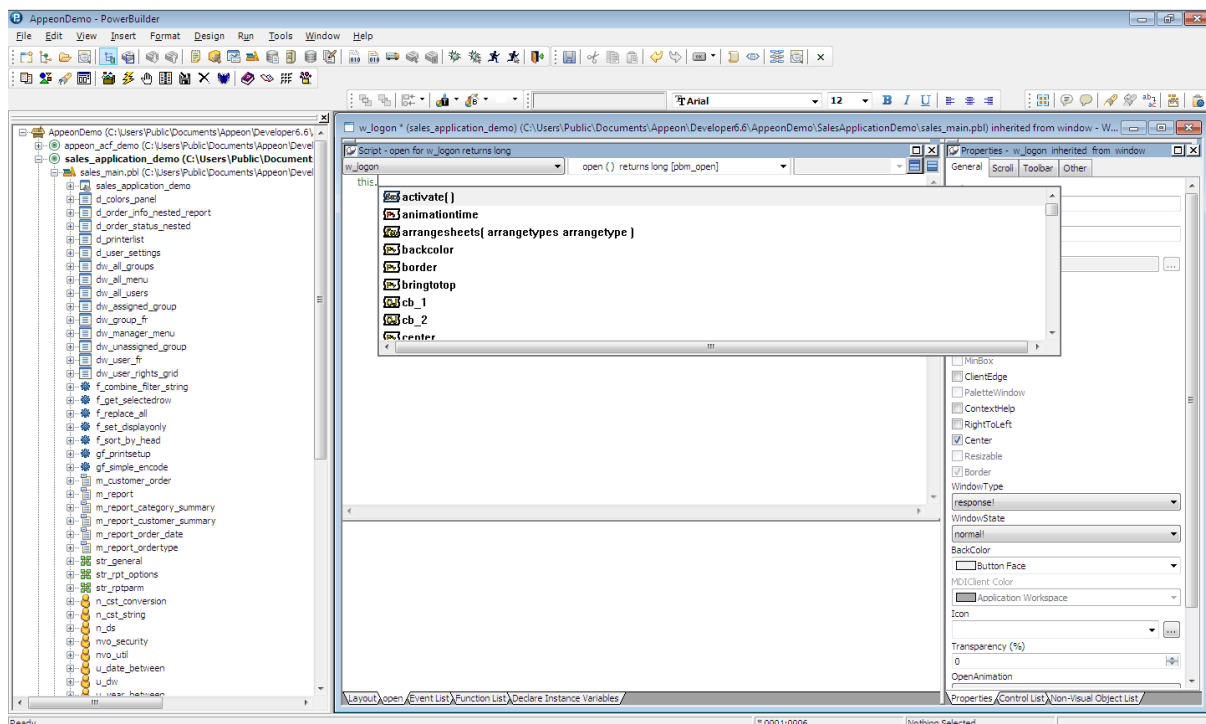 AppeonDemo - PowerBuilder
File Edit View Insert Format Design Run Tools Window Help
Arial 12 B I U
AppeonDemo (C:\Users\Public\Documents\Appeon\Developer6.6\
appeon_acf_demo (C:\Users\Public\Documents\Appeon\Devel
sales_application_demo (C:\Users\Public\Document
sales_main.pbl (C:\Users\Public\Documents\Appeon\Devel
sales_application_demo
d_colors_panel
d_order_info_nested_report
d_order_status_nested
d_printerlist
d_user_settings
dw_all_groups
dw_all_menu
dw_all_users
dw_assigned_group
dw_group_fr
dw_manager_menu
dw_unassigned_group
dw_user_fr
dw_user_rights_grid
f_combine_filter_string
f_get_selectedrow
f_replace_all
f_set_displayonly
f_sort_by_head
gf_printsetup
gf_simple_encode
m_customer_order
m_report
m_report_category_summary
m_report_customer_summary
m_report_order_date
m_report_ordertype
str_general
str_rpt_options
str_rptparm
n_cst_conversion
n_cst_string
n_ds
nvo_security
nvo_util
u_date_between
u_dw
u_year_between
w_logon * (sales_application_demo) (C:\Users\Public\Documents\Appeon\Developer6.6\AppeonDemo\SalesApplicationDemo\sales_main.pbl) inherited from window - W...
Script - open for w_logon returns long
w_logon open ( ) returns long [pbm_open]
this.
activate( )
animationtime
arrangesheets( arrangetypes arrangetype )
backcolor
border
bringtotop
cb_1
cb_2
center
Layout open Event List Function List Declare Instance Variables
Properties - w_logon inherited from window
General Scroll Toolbar Other
...
MinBox
ClientEdge
PaletteWindow
ContextHelp
RightToLeft
Center
Resizable
Border
WindowType
response!
WindowState
normal!
BackColor
Button Face
MDIClient Color
Application Workspace
Icon
...
Transparency (%)
0
OpenAnimation
Properties Control List Non-Visual Object List
Ready * 0001:0006 Nothing Selected